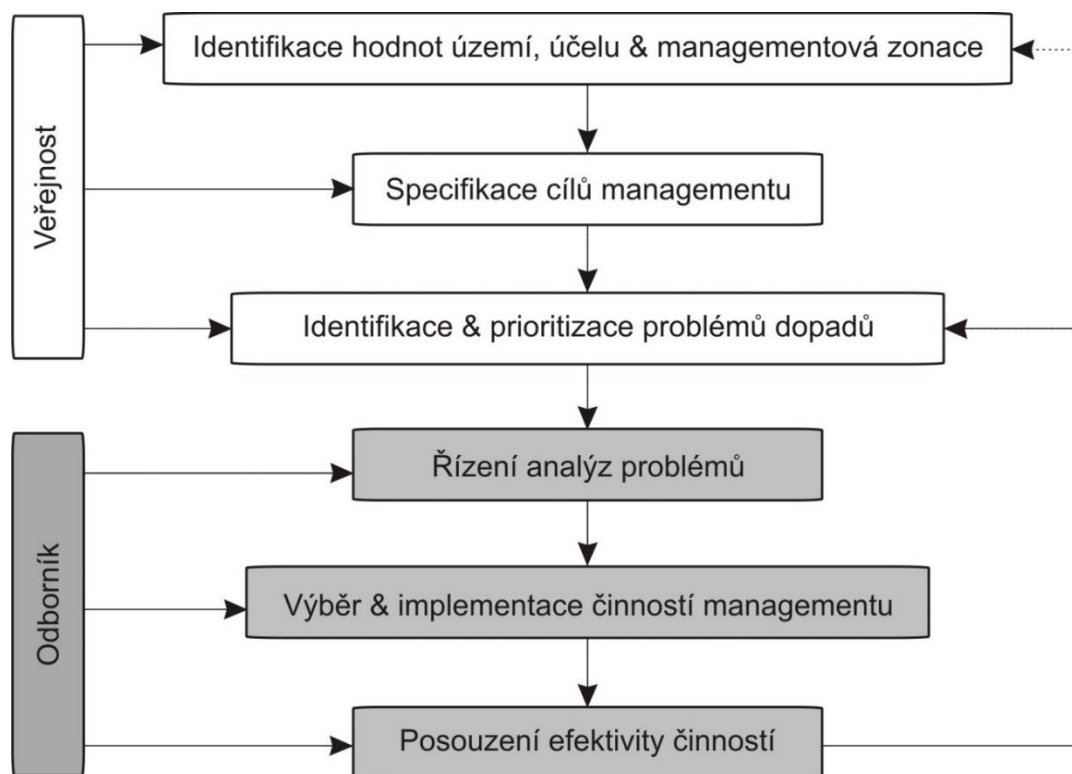 Identifikace hodnot území, účelu & managementová zonace
Veřejnost
Specifikace cílů managementu
Identifikace & prioritizace problémů dopadů
Řízení analýz problémů
Odborník
Výběr & implementace činností managementu
Posouzení efektivity činností